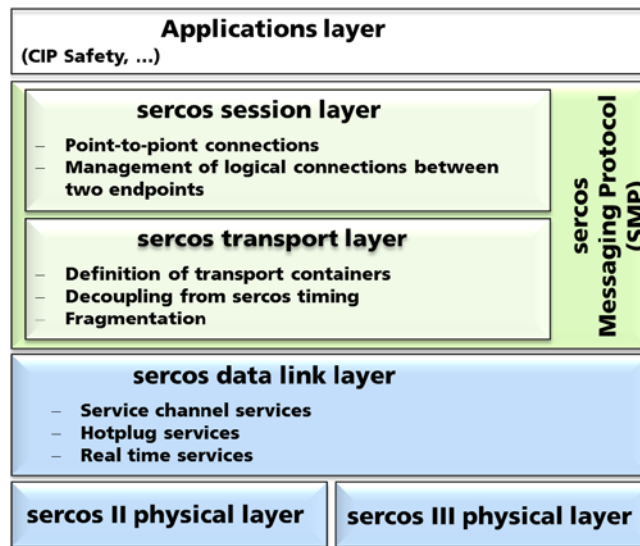 Applications layer
(CIP Safety, ...)
sercos session layer
– Point-to-piont connections
– Management of logical connections between
two endpoints
sercos transport layer
– Definition of transport containers
– Decoupling from sercos timing
– Fragmentation
sercos
Messaging Protocol
(SMP)
sercos data link layer
– Service channel services
– Hotplug services
– Real time services
sercos II physical layer
sercos III physical layer